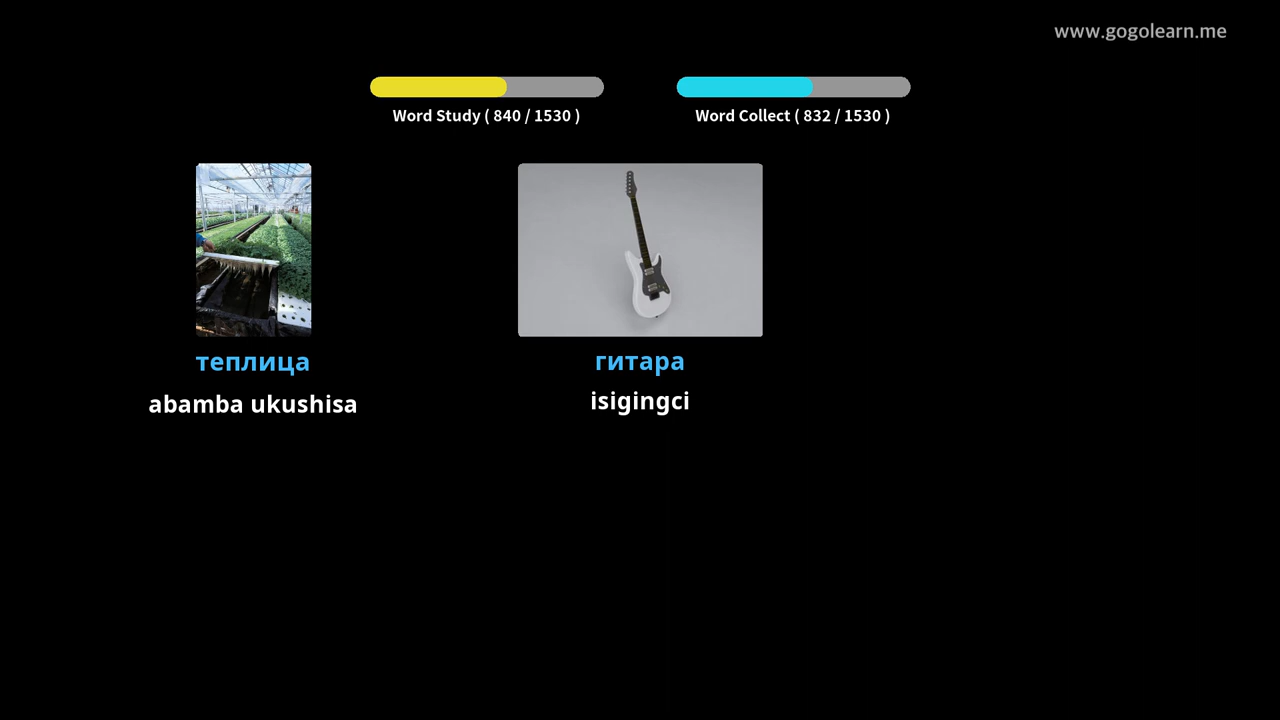 www.gogolearn.me
Word Study ( 840 / 1530 )
Word Collect ( 832 / 1530 )
теплица
abamba ukushisa
гитара
isigingci